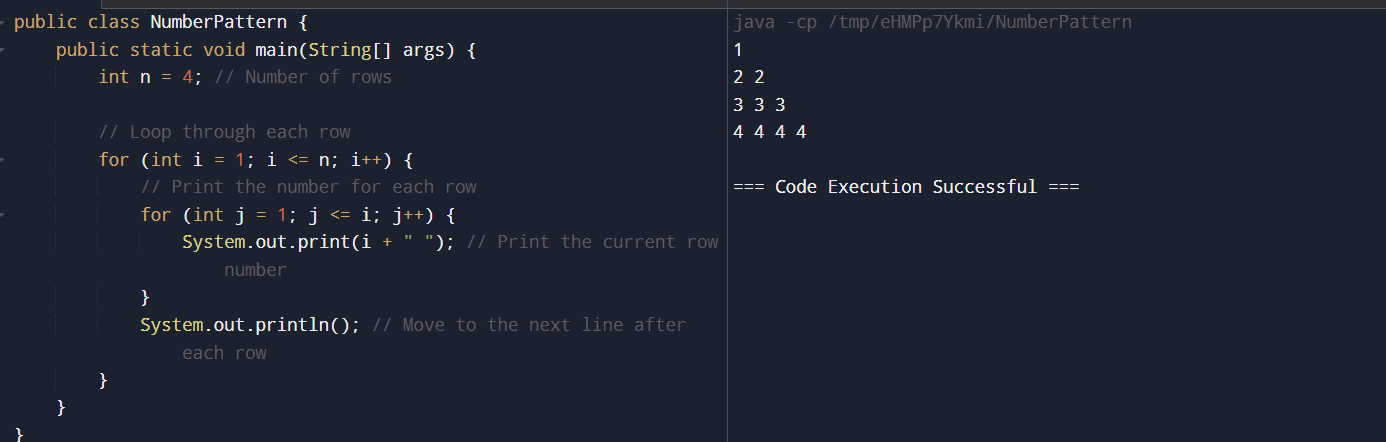 public class NumberPattern {
    public static void main(String[] args) {
        int n = 4; // Number of rows

        // Loop through each row
        for (int i = 1; i <= n; i++) {
            // Print the number for each row
            for (int j = 1; j <= i; j++) {
                System.out.print(i + " "); // Print the current row
                    number
            }
            System.out.println(); // Move to the next line after
                each row
        }
    }
}
java -cp /tmp/eHMPp7Ykmi/NumberPattern
1
2 2
3 3 3
4 4 4 4

=== Code Execution Successful ===